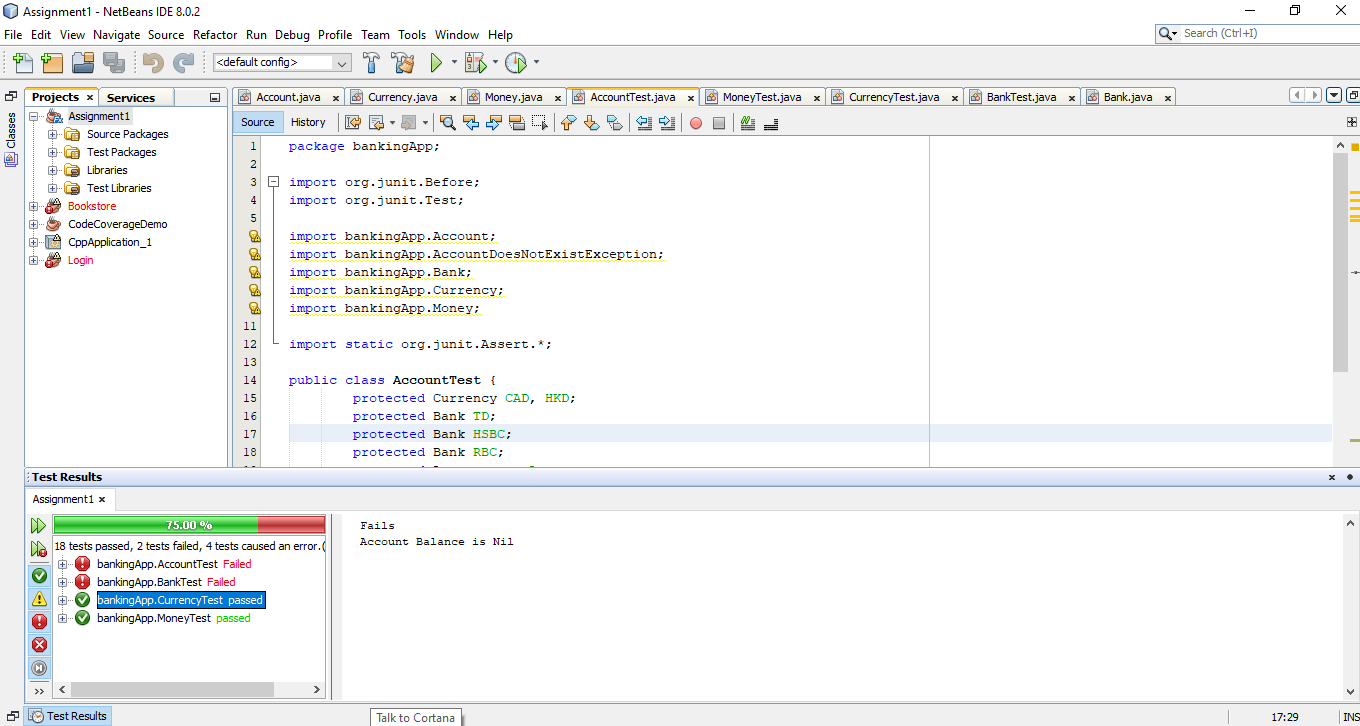 Assignment1 - NetBeans IDE 8.0.2
File Edit View Navigate Source Refactor Run Debug Profile Team Tools Window Help
Search (Ctrl+I)
<default config>
Classes
Projects Services
Assignment1
Source Packages
Test Packages
Libraries
Test Libraries
Bookstore
CodeCoverageDemo
CppApplication_1
Login
Account.java Currency.java Money.java AccountTest.java MoneyTest.java CurrencyTest.java BankTest.java Bank.java
Source History
1 package bankingApp;
2
3 import org.junit.Before;
4 import org.junit.Test;
5
import bankingApp.Account;
import bankingApp.AccountDoesNotExistException;
import bankingApp.Bank;
import bankingApp.Currency;
import bankingApp.Money;
11
12 import static org.junit.Assert.*;
13
14 public class AccountTest {
15 protected Currency CAD, HKD;
16 protected Bank TD;
17 protected Bank HSBC;
18 protected Bank RBC;
Test Results
Assignment1
75.00 %
18 tests passed, 2 tests failed, 4 tests caused an error.(
bankingApp.AccountTest Failed
bankingApp.BankTest Failed
bankingApp.CurrencyTest passed
bankingApp.MoneyTest passed
Fails
Account Balance is Nil
Test Results
Talk to Cortana
17:29
INS